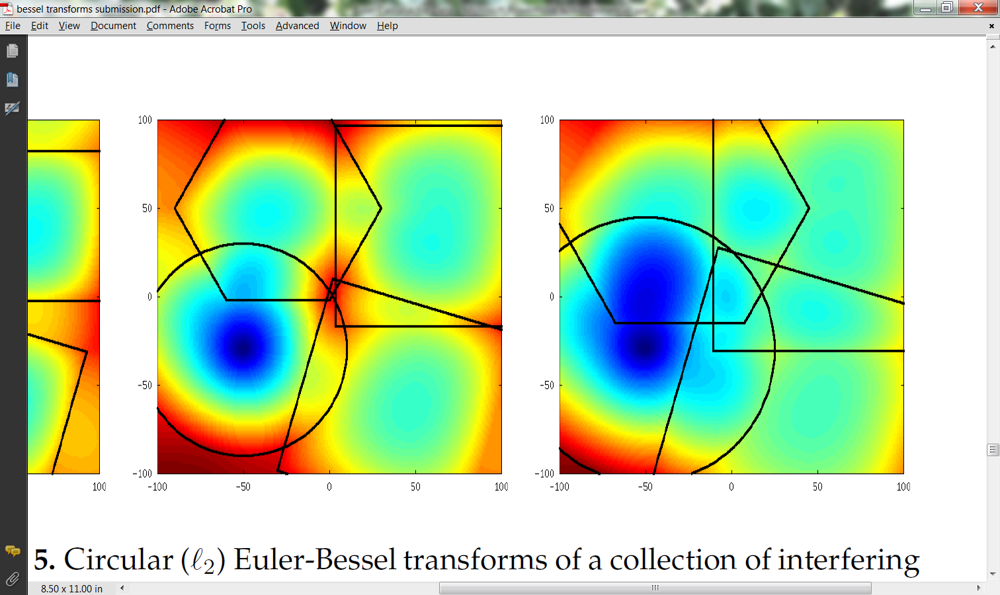 bessel transforms submission.pdf - Adobe Acrobat Pro
File Edit View Document Comments Forms Tools Advanced Window Help
100 100
50 50
0 0
−50 −50
−100 −100
100 −100 −50 0 50 100 −100 −50 0 50 100
5. Circular (ℓ2) Euler-Bessel transforms of a collection of interfering
8.50 x 11.00 in